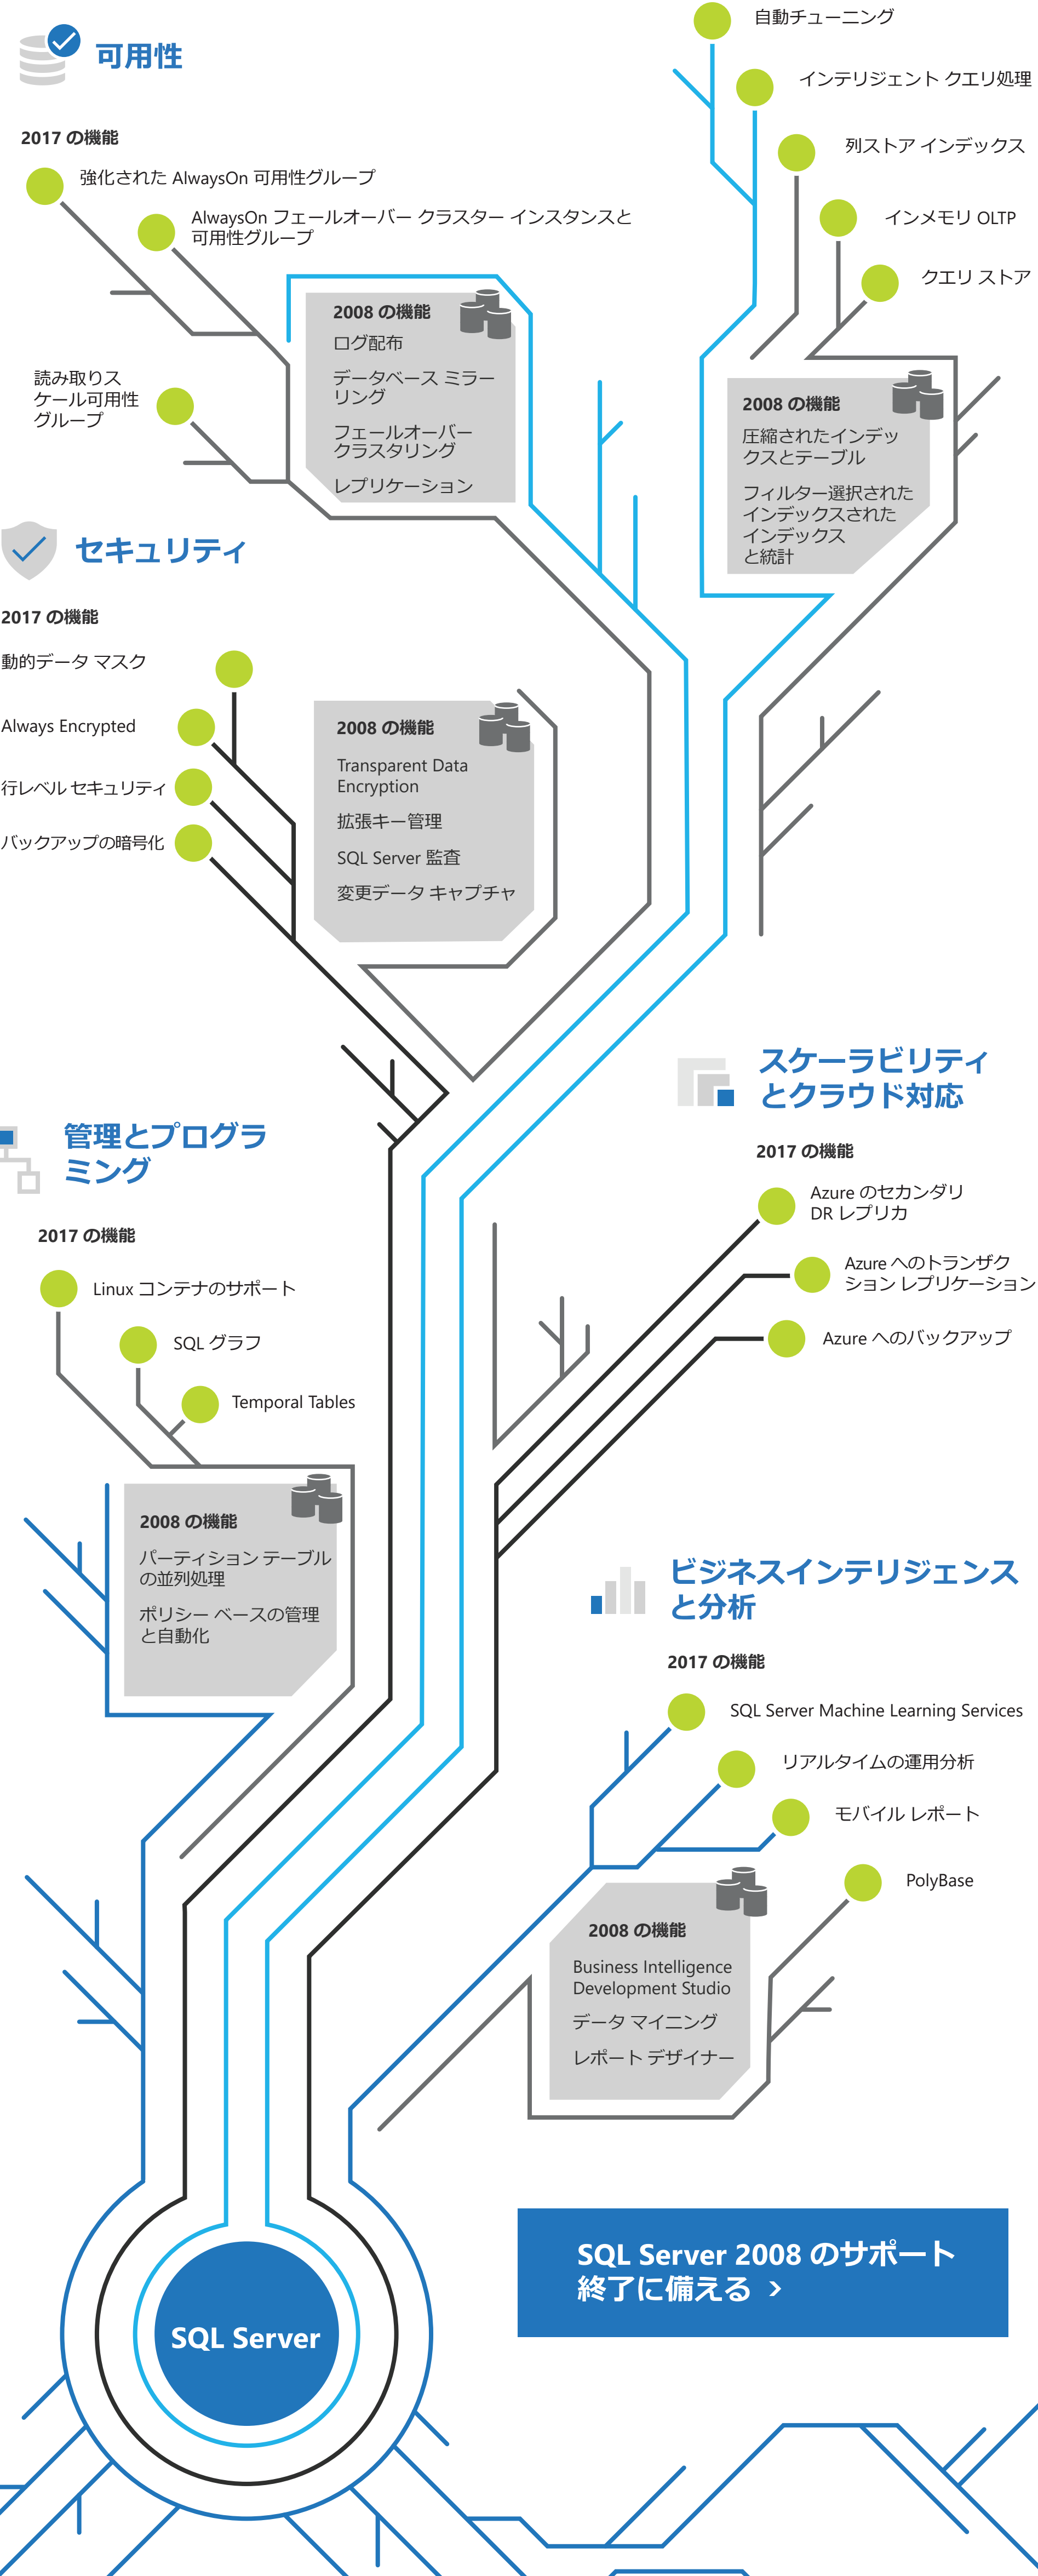 可用性
2017 の機能
強化された AlwaysOn 可用性グループ
AlwaysOn フェールオーバー クラスター インスタンスと
可用性グループ
読み取りス
ケール可用性
グループ
2008 の機能
ログ配布
データベース ミラー
リング
フェールオーバー
クラスタリング
レプリケーション
自動チューニング
インテリジェント クエリ処理
列ストア インデックス
インメモリ OLTP
クエリ ストア
2008 の機能
圧縮されたインデッ
クスとテーブル
フィルター選択された
インデックスされた
インデックス
と統計
セキュリティ
2017 の機能
動的データ マスク
Always Encrypted
行レベル セキュリティ
バックアップの暗号化
2008 の機能
Transparent Data
Encryption
拡張キー管理
SQL Server 監査
変更データ キャプチャ
スケーラビリティ
とクラウド対応
2017 の機能
Azure のセカンダリ
DR レプリカ
Azure へのトランザク
ション レプリケーション
Azure へのバックアップ
管理とプログラ
ミング
2017 の機能
Linux コンテナのサポート
SQL グラフ
Temporal Tables
2008 の機能
パーティション テーブル
の並列処理
ポリシー ベースの管理
と自動化
ビジネスインテリジェンス
と分析
2017 の機能
SQL Server Machine Learning Services
リアルタイムの運用分析
モバイル レポート
PolyBase
2008 の機能
Business Intelligence
Development Studio
データ マイニング
レポート デザイナー
SQL Server 2008 のサポート
終了に備える >
SQL Server